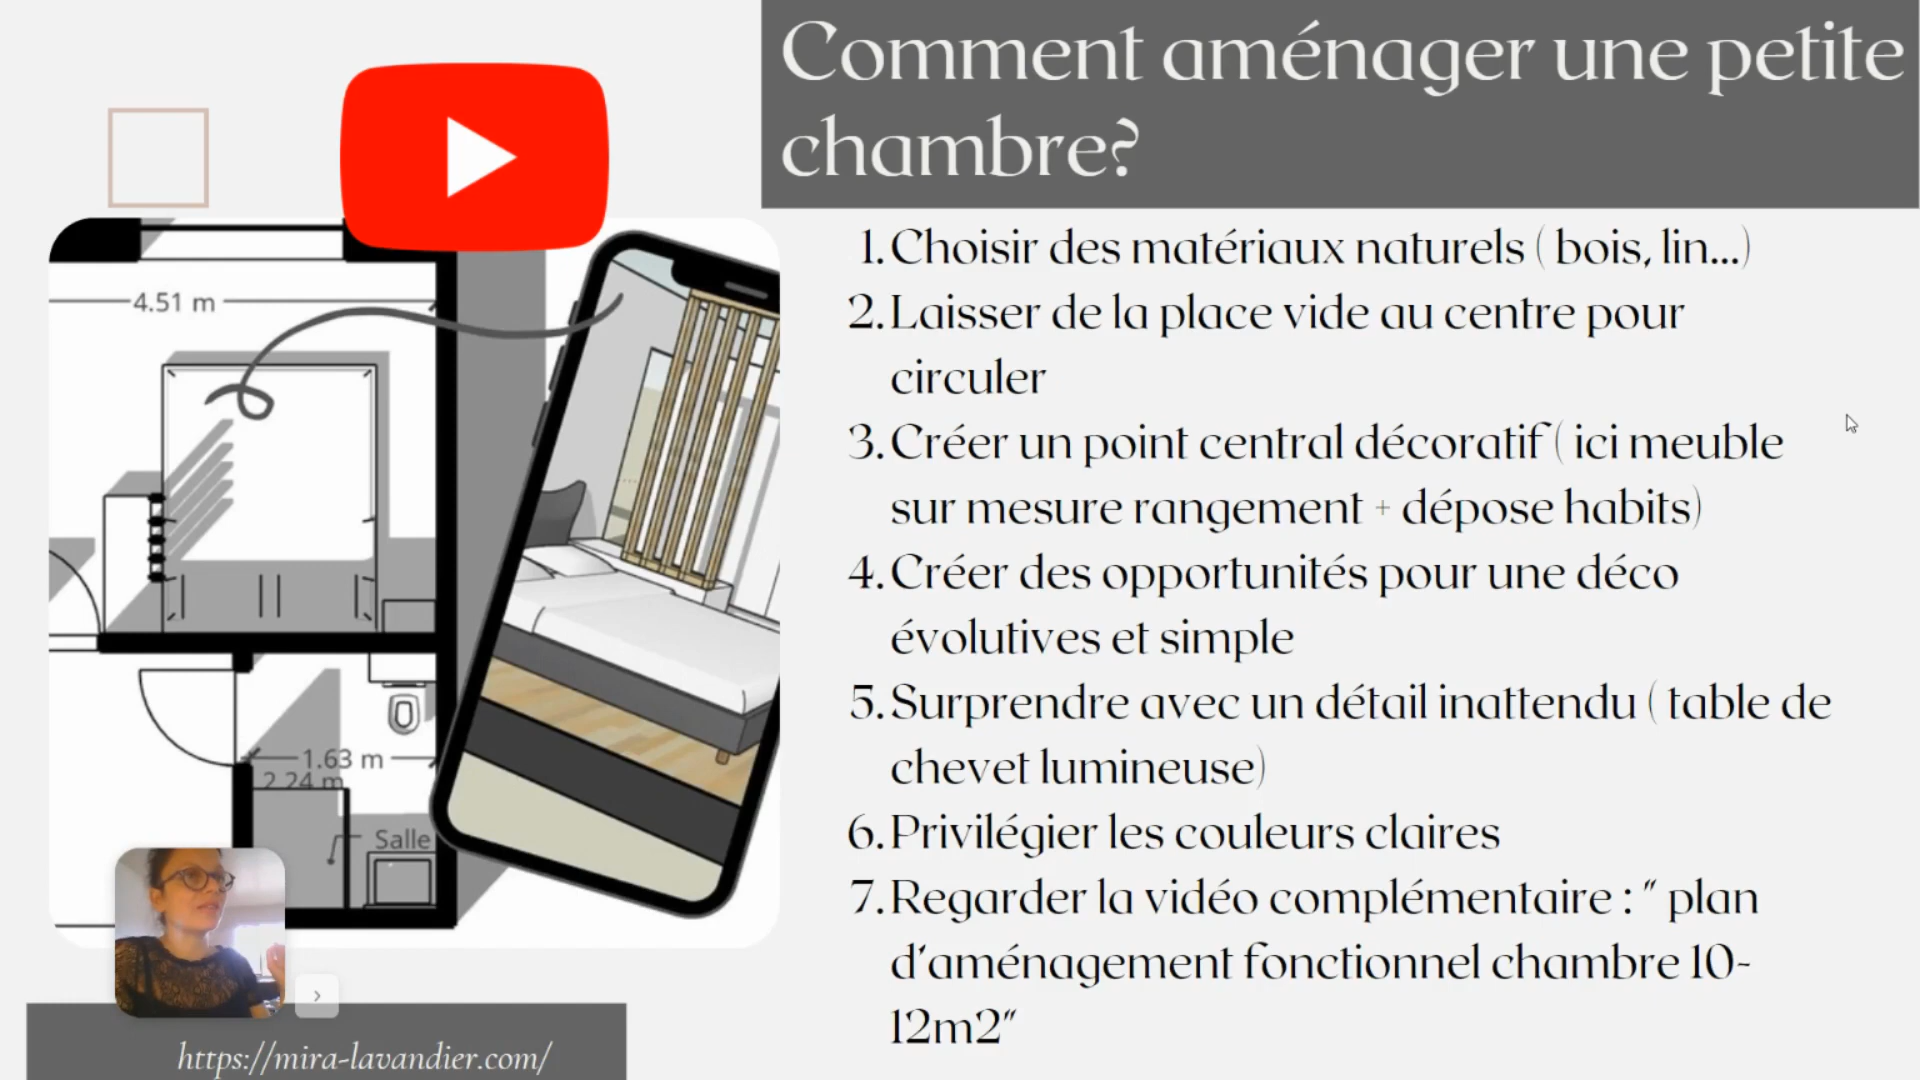 Comment aménager une petite
chambre?
1. Choisir des matériaux naturels ( bois, lin...)
2. Laisser de la place vide au centre pour
circuler
3. Créer un point central décoratif ( ici meuble
sur mesure rangement + dépose habits)
4. Créer des opportunités pour une déco
évolutives et simple
5. Surprendre avec un détail inattendu ( table de
chevet lumineuse)
6. Privilégier les couleurs claires
7. Regarder la vidéo complémentaire : " plan
d'aménagement fonctionnel chambre 10-
12m2"
4.51 m
1.63 m
2.24 m
Salle
https://mira-lavandier.com/